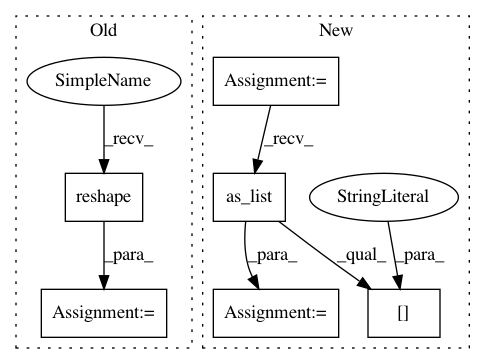 Old
New
SimpleName
Assignment:=
_recv_
_recv_
reshape
as_list
StringLiteral
_para_
_para_
_qual_
_para_
Assignment:=
Assignment:=
[]